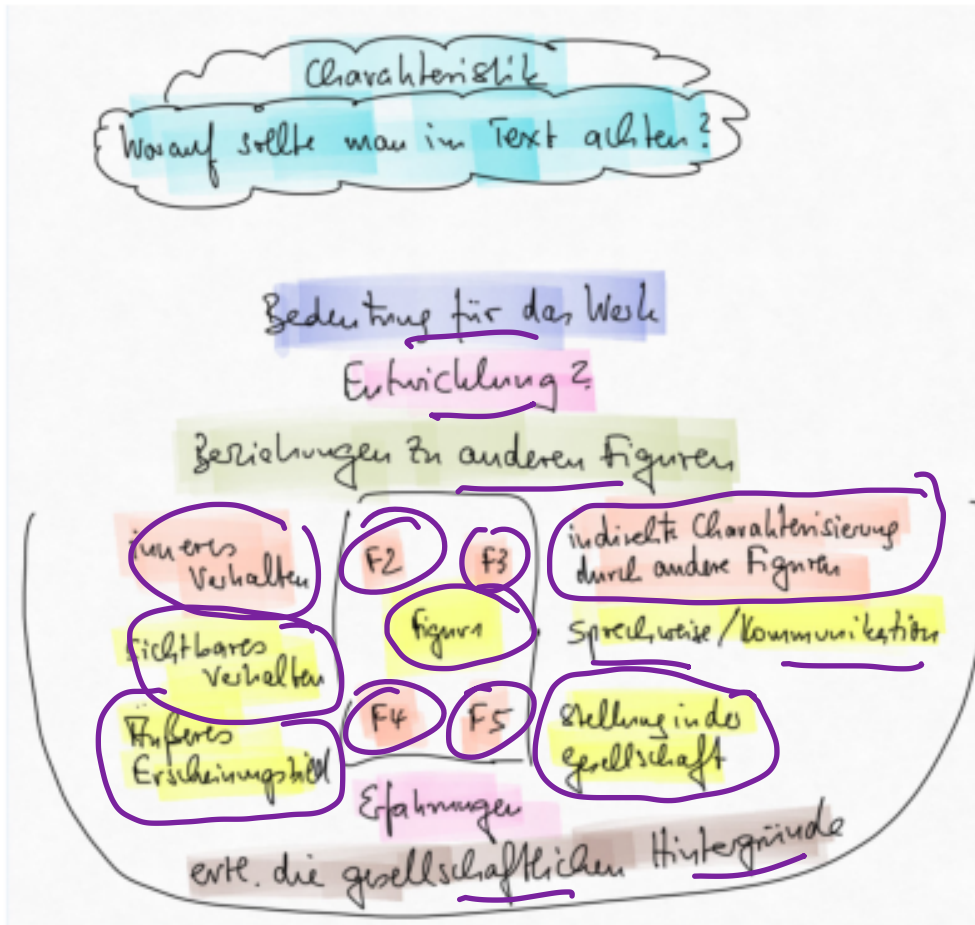 Charakteristik
Worauf sollte man im Text achten?
Bedeutung für das Werk
Entwicklung?
Beziehungen zu anderen Figuren
inneres
Verhalten
F2
F3
indirekte Charakterisierung
durch andere Figuren
sichtbares
Verhalten
Figur 1
Sprechweise/Kommunikation
Äußeres
Erscheinungsbild
F4
F5
Stellung in der
Gesellschaft
Erfahrungen
evtl. die gesellschaftlichen Hintergründe